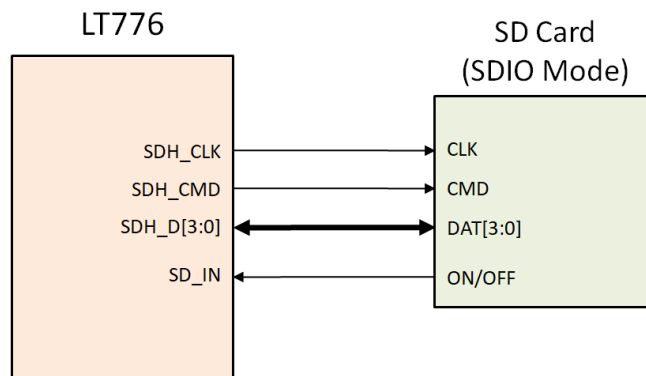 LT776
SD Card
(SDIO Mode)
SDH_CLK
CLK
SDH_CMD
CMD
SDH_D[3:0]
DAT[3:0]
SD_IN
ON/OFF